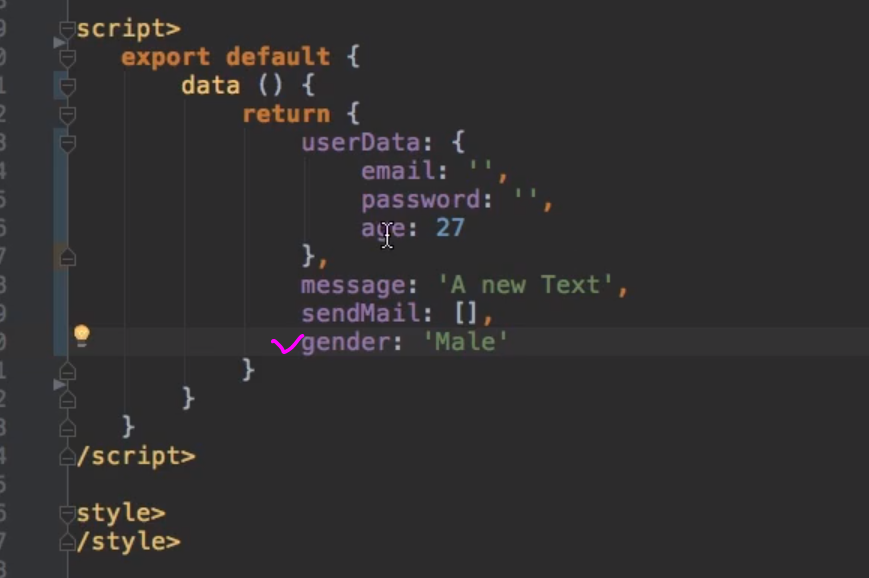 script>
export default {
data () {
return {
userData: {
email: '',
password: '',
age: 27
},
message: 'A new Text',
sendMail: [],
gender: 'Male'
}
}
}
/script>
style>
/style>